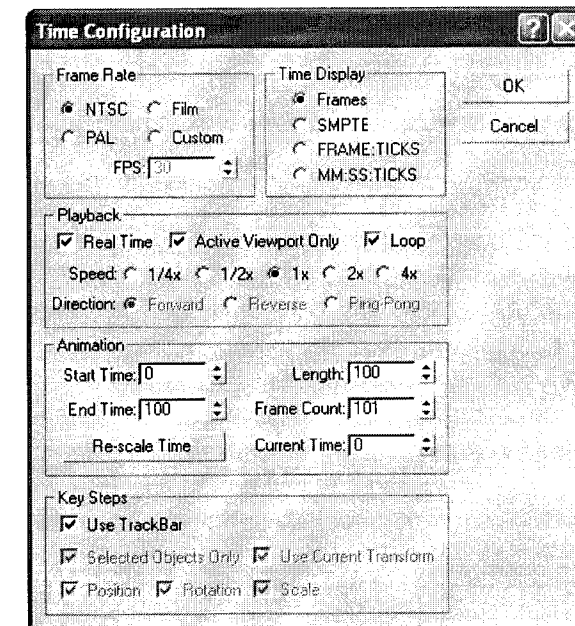 Time Configuration
Frame Rate
NTSC Film
PAL Custom
FPS: 30
Time Display
Frames
SMPTE
FRAME:TICKS
MM:SS:TICKS
OK
Cancel
Playback
Real Time Active Viewport Only Loop
Speed: 1/4x 1/2x 1x 2x 4x
Direction: Forward Reverse Ping-Pong
Animation
Start Time: 0 Length: 100
End Time: 100 Frame Count: 101
Re-scale Time Current Time: 0
Key Steps
Use TrackBar
Selected Objects Only Use Current Transform
Position Rotation Scale